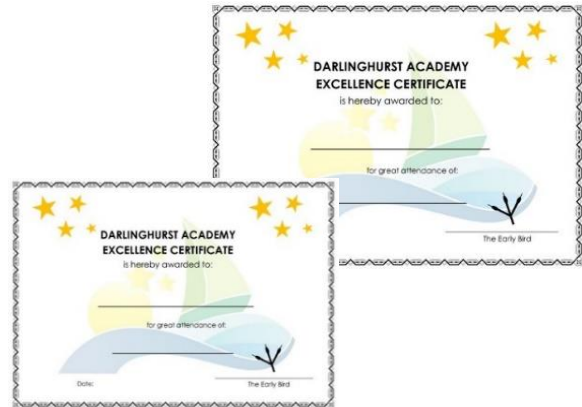 DARLINGHURST ACADEMY
EXCELLENCE CERTIFICATE
is hereby awarded to:
for great attendance of:
The Early Bird
DARLINGHURST ACADEMY
EXCELLENCE CERTIFICATE
is hereby awarded to:
for great attendance of:
Date:
The Early Bird